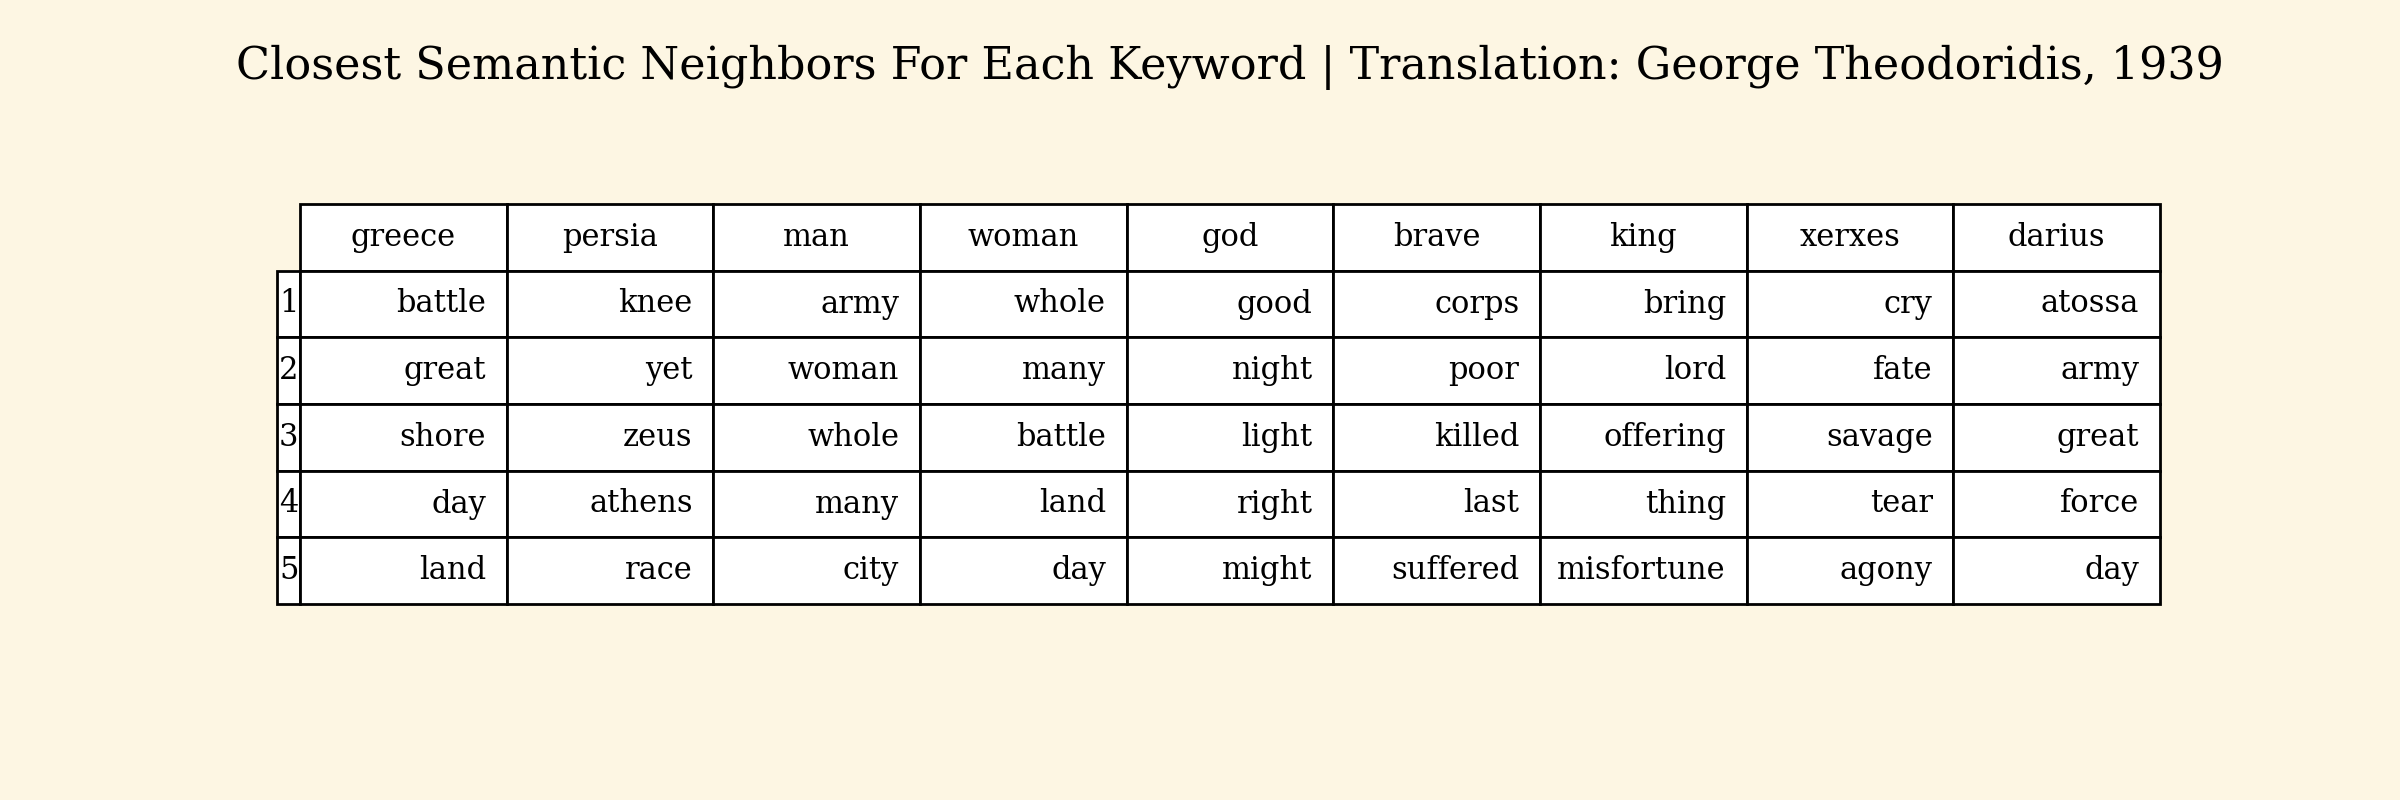 Closest Semantic Neighbors For Each Keyword | Translation: George Theodoridis, 1939
greece persia man woman god brave king xerxes darius
1 battle knee army whole good corps bring cry atossa
2 great yet woman many night poor lord fate army
3 shore zeus whole battle light killed offering savage great
4 day athens many land right last thing tear force
5 land race city day might suffered misfortune agony day